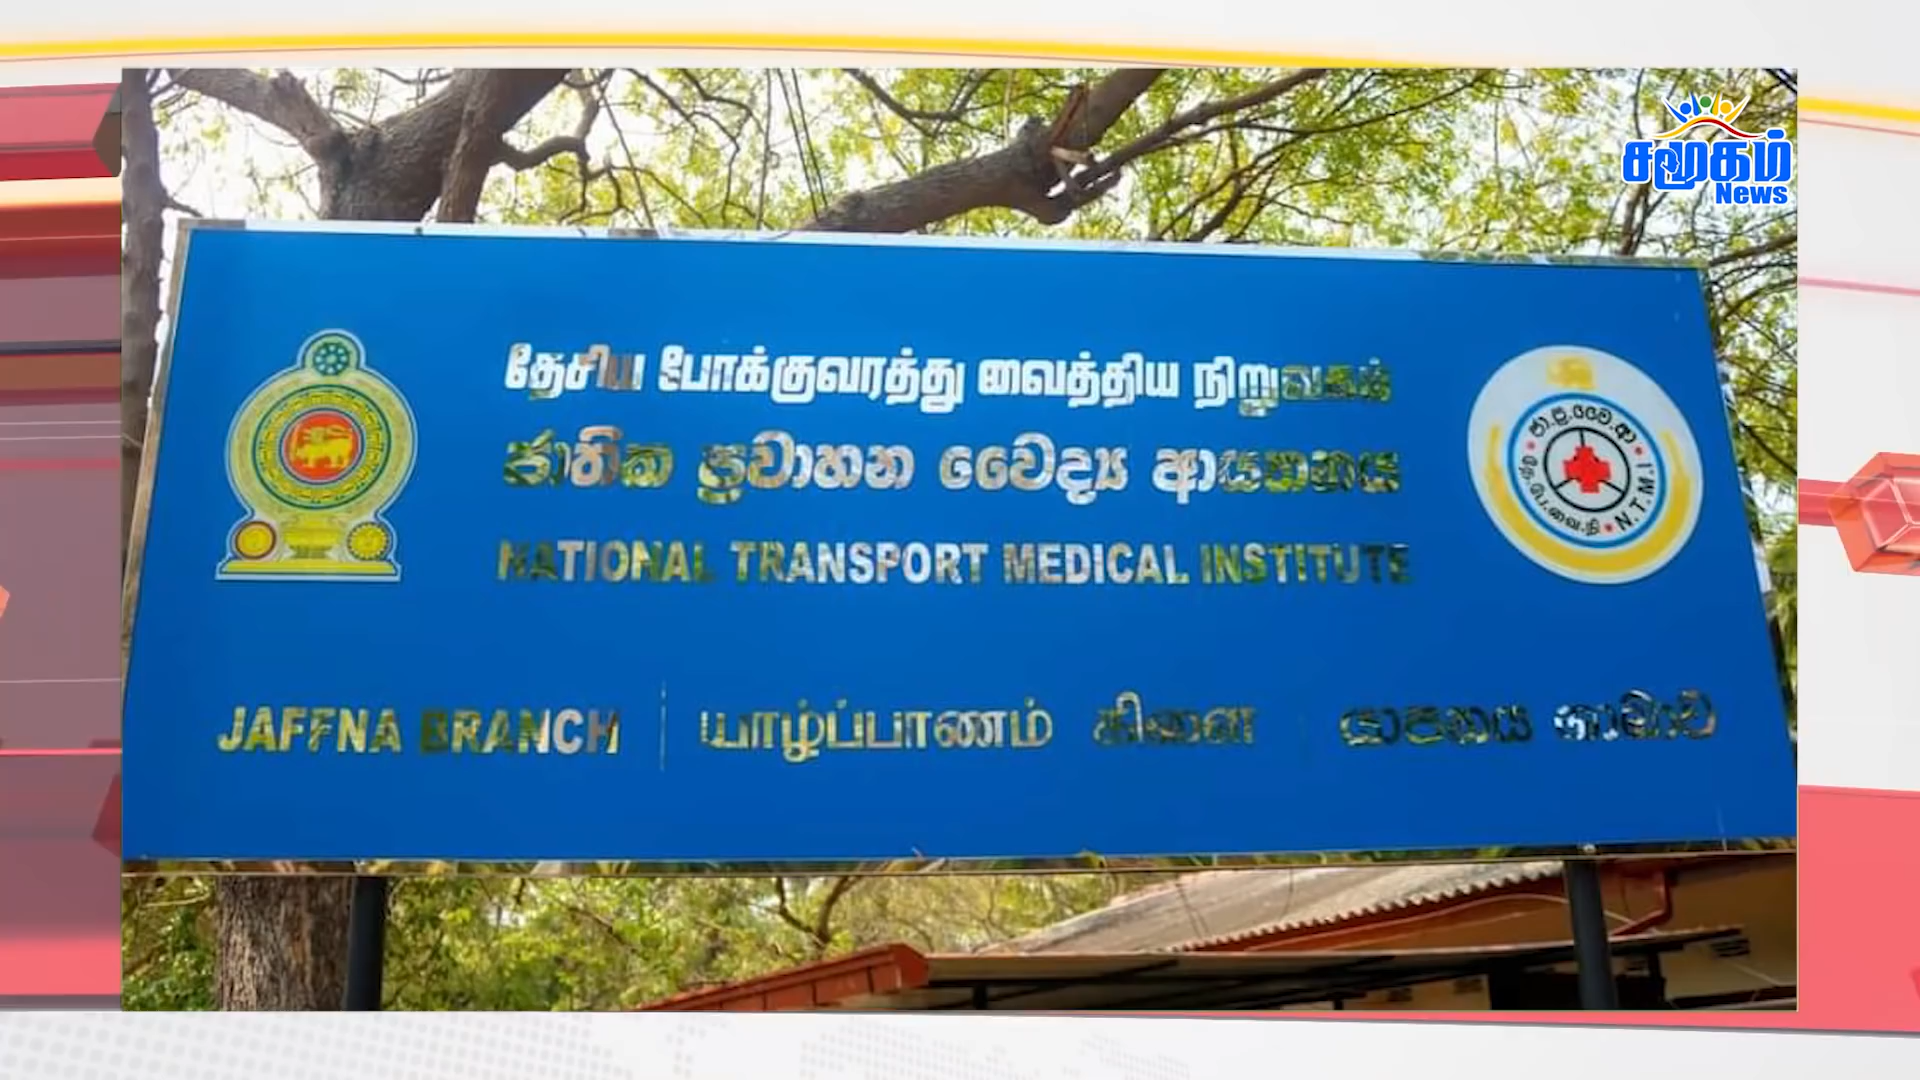 சமூகம்
News
தேசிய போக்குவரத்து வைத்திய நிறுவகம்
ජාතික ප්‍රවාහන වෛද්‍ය ආයතනය
NATIONAL TRANSPORT MEDICAL INSTITUTE
ජා.ප්‍ර.වෛ.ආ
தே.போ.வை.நி
N.T.M.I.
JAFFNA BRANCH | யாழ்ப்பாணம் கிளை | යාපනය ශාඛාව